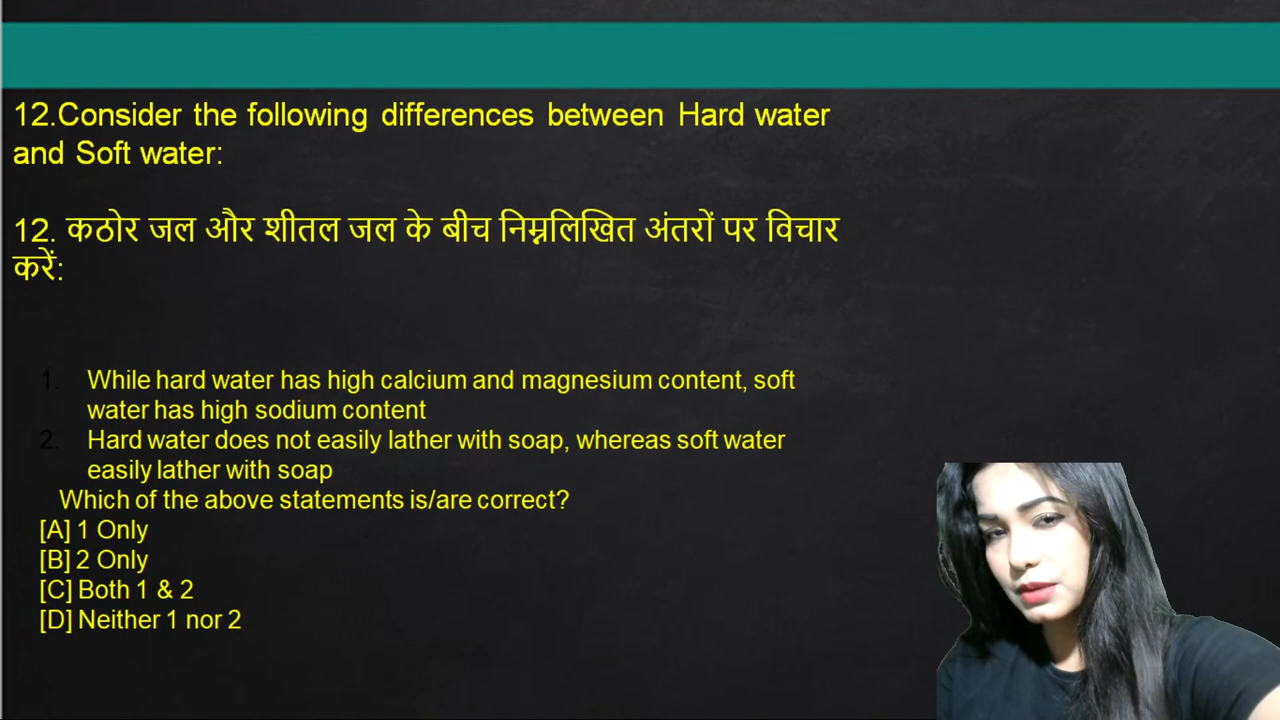 12.Consider the following differences between Hard water
and Soft water:
12. कठोर जल और शीतल जल के बीच निम्नलिखित अंतरों पर विचार
करें:
1. While hard water has high calcium and magnesium content, soft
water has high sodium content
2. Hard water does not easily lather with soap, whereas soft water
easily lather with soap
Which of the above statements is/are correct?
[A] 1 Only
[B] 2 Only
[C] Both 1 & 2
[D] Neither 1 nor 2